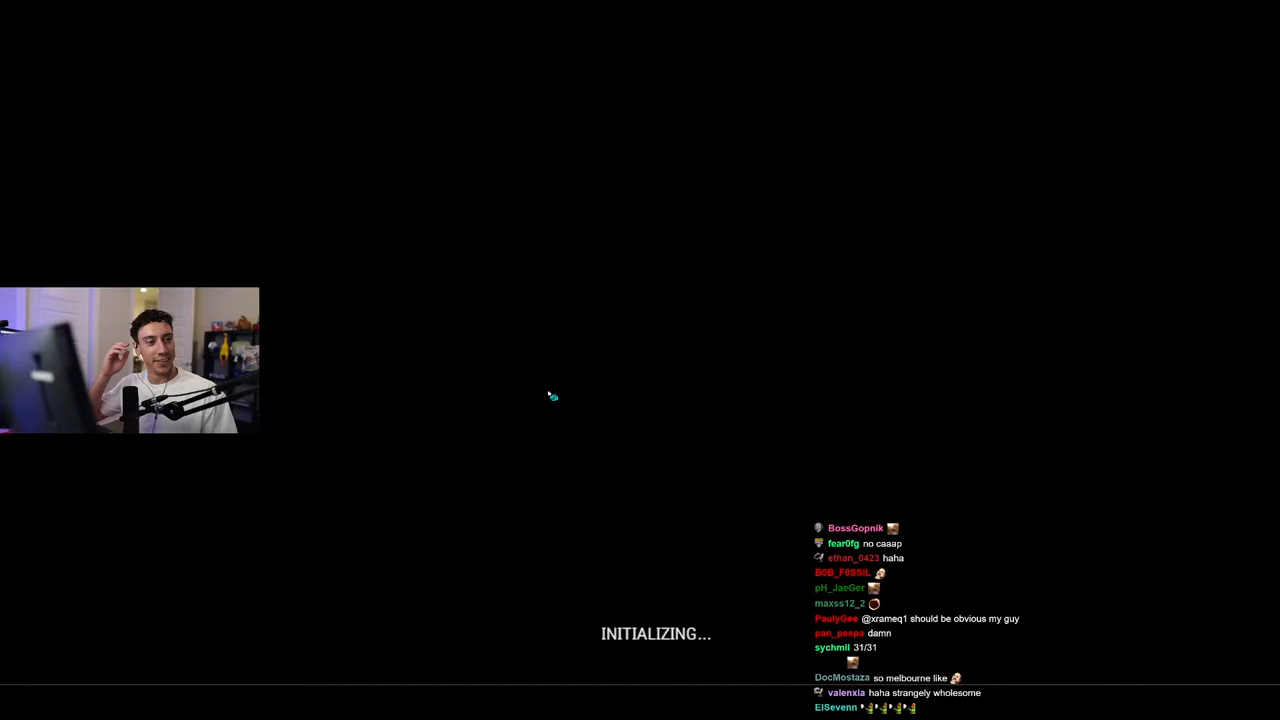 BossGopnik
fear0fg no caaap
ethan_0423 haha
B0B_F0SSIL
pH_JaeGer
maxss12_2
PaulyGee @xrameq1 should be obvious my guy
pan_peepa damn
sychmll 31/31
DocMostaza so melbourne like
valenxia haha strangely wholesome
ElSevenn
INITIALIZING...